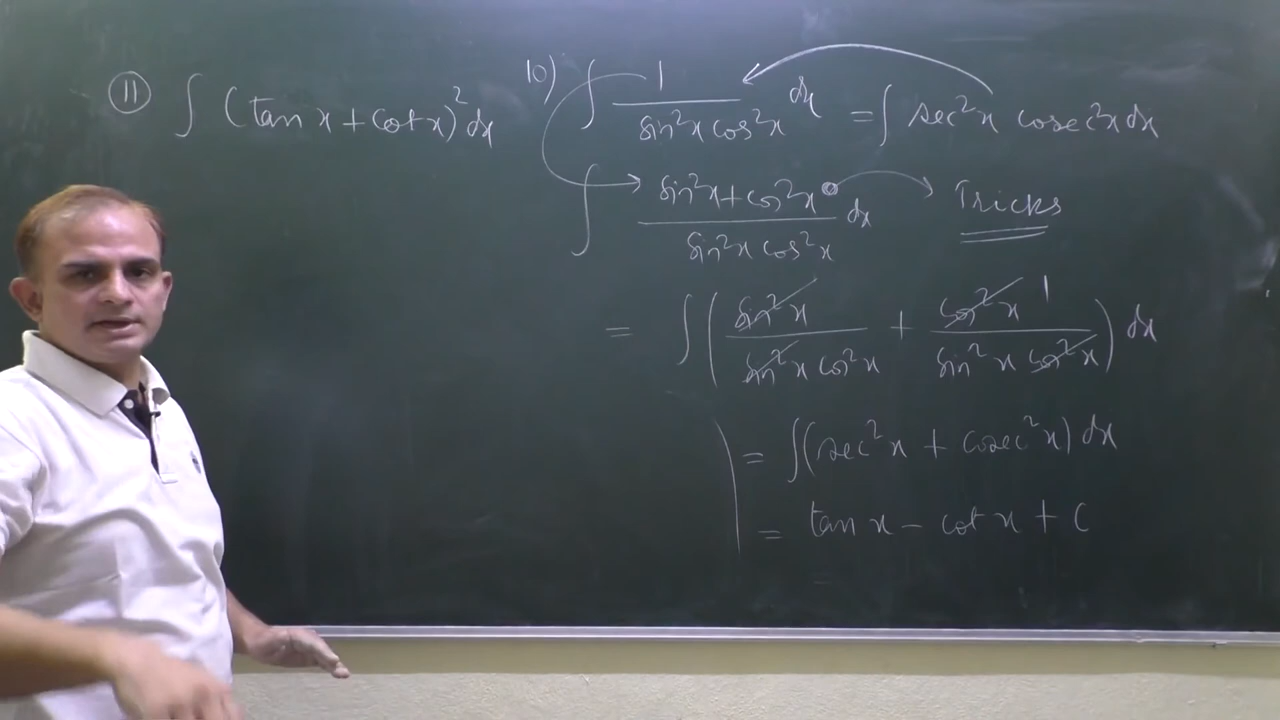 ⑪ ∫ (tan x + cot x)² dx
10) ∫ 1 / (sin²x cos²x) dx = ∫ sec²x cosec²x dx
∫ (sin²x + cos²x) / (sin²x cos²x) dx → Tricks
= ∫ ( sin²x / (sin²x cos²x) + cos²x 1 / (sin²x cos²x) ) dx
= ∫(sec²x + cosec²x) dx
= tan x − cot x + c